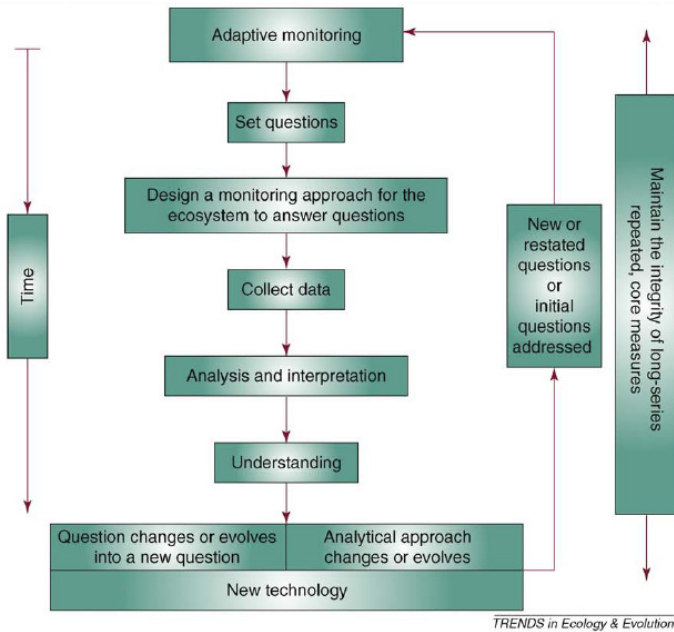 Adaptive monitoring
Set questions
Design a monitoring approach for the
ecosystem to answer questions
Collect data
Analysis and interpretation
Understanding
Question changes or evolves
into a new question
Analytical approach
changes or evolves
New technology
Time
New or
restated
questions
or
initial
questions
addressed
Maintain the integrity of long-series
repeated, core measures
TRENDS in Ecology & Evolution